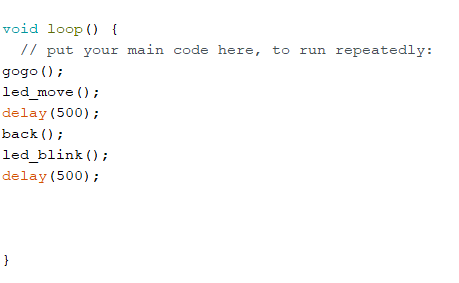 void loop() {
  // put your main code here, to run repeatedly:
gogo();
led_move();
delay(500);
back();
led_blink();
delay(500);
}